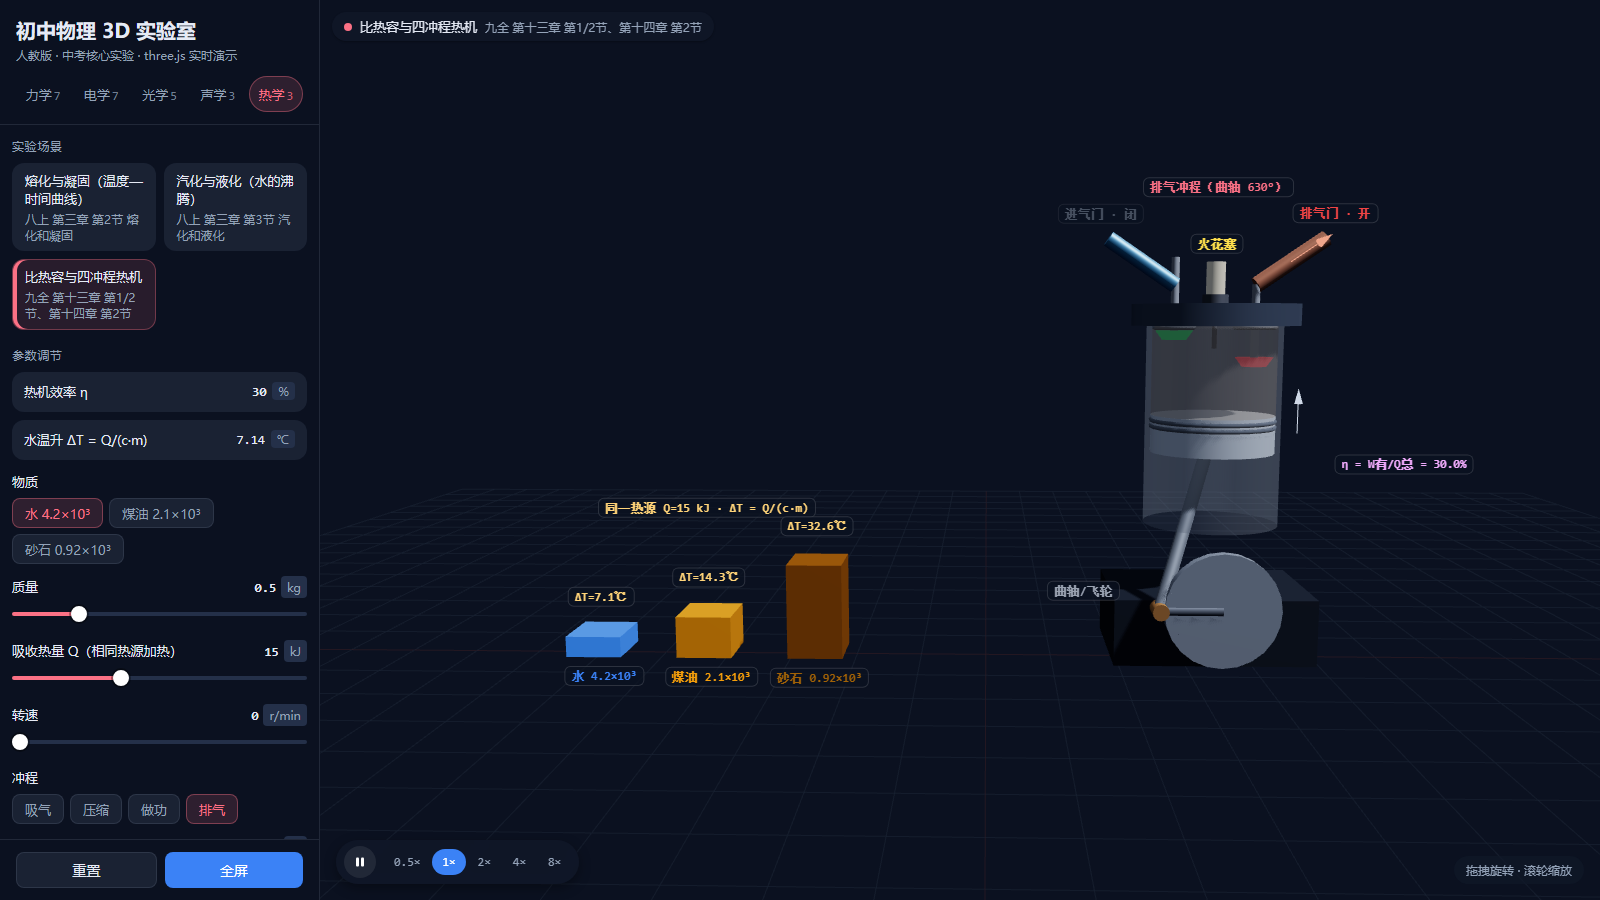 初中物理 3D 实验室
人教版 · 中考核心实验 · three.js 实时演示
力学 7
电学 7
光学 5
声学 3
热学 3
实验场景
熔化与凝固（温度—
时间曲线）
八上 第三章 第2节 熔
化和凝固
汽化与液化（水的沸
腾）
八上 第三章 第3节 汽
化和液化
比热容与四冲程热机
九全 第十三章 第1/2
节、第十四章 第2节
参数调节
热机效率 η 30 %
水温升 ΔT = Q/(c·m) 7.14 ℃
物质
水 4.2×10³
煤油 2.1×10³
砂石 0.92×10³
质量 0.5 kg
吸收热量 Q（相同热源加热） 15 kJ
转速 0 r/min
冲程
吸气
压缩
做功
排气
重置
全屏
比热容与四冲程热机 九全 第十三章 第1/2节、第十四章 第2节
排气冲程（曲轴 630°）
进气门 · 闭
排气门 · 开
火花塞
η = W有/Q总 = 30.0%
同一热源 Q=15 kJ · ΔT = Q/(c·m)
ΔT=32.6℃
ΔT=14.3℃
ΔT=7.1℃
曲轴/飞轮
水 4.2×10³
煤油 2.1×10³
砂石 0.92×10³
0.5×
1×
2×
4×
8×
拖拽旋转 · 滚轮缩放